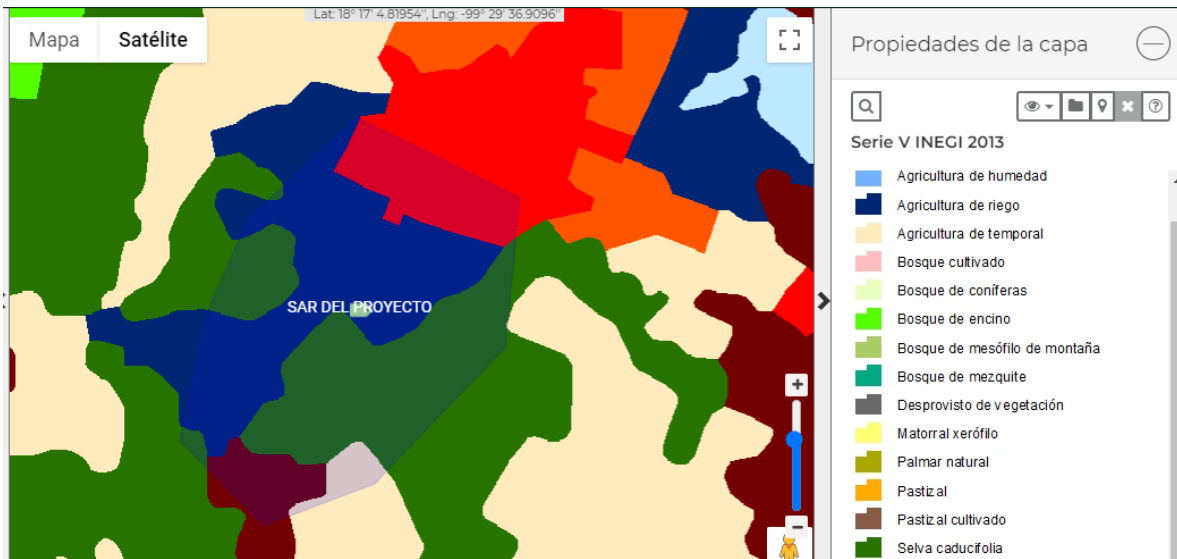 Lat: 18° 17' 4.81954", Lng: -99° 29' 36.9096"
Mapa Satélite
SAR DEL PROYECTO
Propiedades de la capa
Serie V INEGI 2013
Agricultura de humedad
Agricultura de riego
Agricultura de temporal
Bosque cultivado
Bosque de coníferas
Bosque de encino
Bosque de mesófilo de montaña
Bosque de mezquite
Desprovisto de vegetación
Matorral xerófilo
Palmar natural
Pastizal
Pastizal cultivado
Selva caducifolia